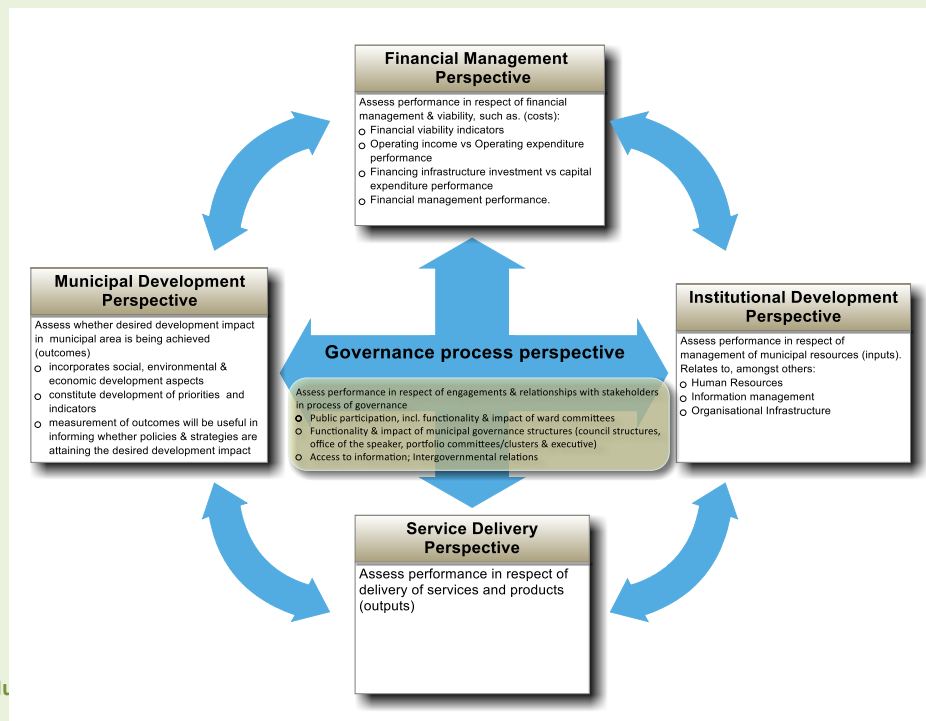 Financial Management
Perspective
Assess performance in respect of financial
management & viability, such as. (costs):
o Financial viability indicators
o Operating income vs Operating expenditure
performance
o Financing infrastructure investment vs capital
expenditure performance
o Financial management performance.
Municipal Development
Perspective
Assess whether desired development impact
in municipal area is being achieved
(outcomes)
o incorporates social, environmental &
economic development aspects
o constitute development of priorities and
indicators
o measurement of outcomes will be useful in
informing whether policies & strategies are
attaining the desired development impact
Governance process perspective
Assess performance in respect of engagements & relationships with stakeholders
in process of governance
o Public participation, incl. functionality & impact of ward committees
o Functionality & impact of municipal governance structures (council structures,
office of the speaker, portfolio committees/clusters & executive)
o Access to information; Intergovernmental relations
Institutional Development
Perspective
Assess performance in respect of
management of municipal resources (inputs).
Relates to, amongst others:
o Human Resources
o Information management
o Organisational Infrastructure
Service Delivery
Perspective
Assess performance in respect of
delivery of services and products
(outputs)